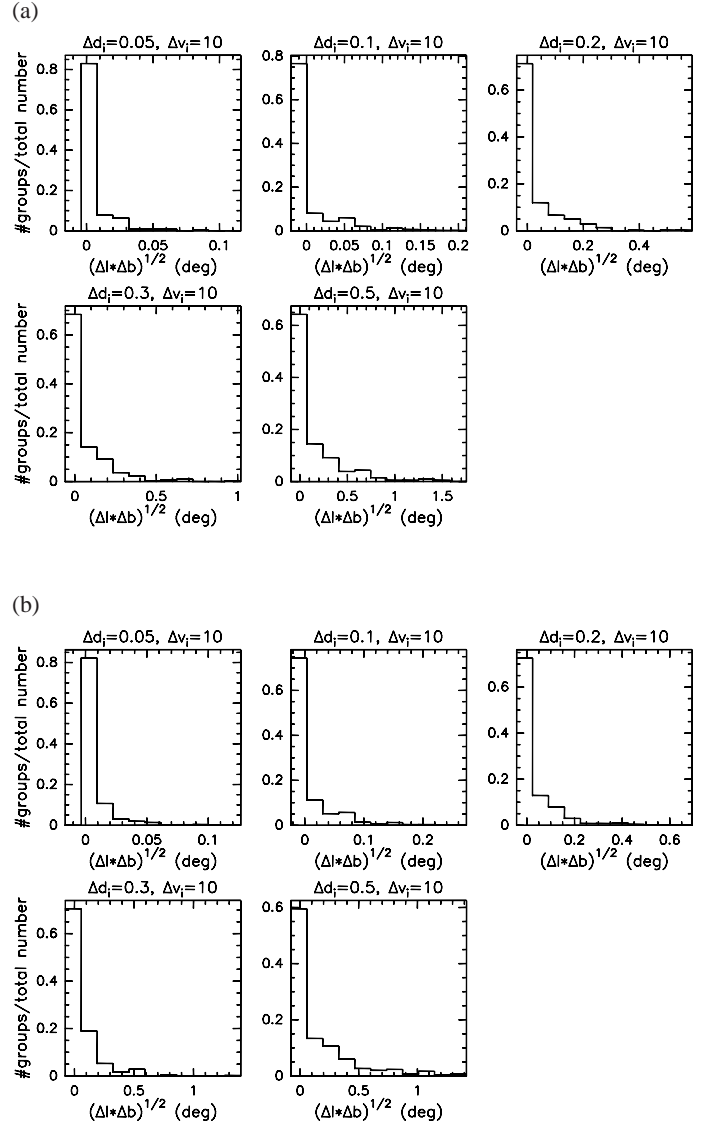 (a)
Δd_i=0.05, Δv_i=10 Δd_i=0.1, Δv_i=10 Δd_i=0.2, Δv_i=10
#groups/total number
0.8 0.6 0.4 0.2 0
0.8 0.6 0.4 0.2 0
0.6 0.4 0.2 0
0 0.05 0.1
0 0.05 0.1 0.15 0.2
0 0.2 0.4
(Δl*Δb)^1/2 (deg) (Δl*Δb)^1/2 (deg) (Δl*Δb)^1/2 (deg)
Δd_i=0.3, Δv_i=10 Δd_i=0.5, Δv_i=10
#groups/total number
0.6 0.4 0.2 0
0.6 0.4 0.2 0
0 0.5 1
0 0.5 1 1.5
(Δl*Δb)^1/2 (deg) (Δl*Δb)^1/2 (deg)
(b)
Δd_i=0.05, Δv_i=10 Δd_i=0.1, Δv_i=10 Δd_i=0.2, Δv_i=10
#groups/total number
0.8 0.6 0.4 0.2 0
0.6 0.4 0.2 0
0.6 0.4 0.2 0
0 0.05 0.1
0 0.1 0.2
0 0.2 0.4 0.6
(Δl*Δb)^1/2 (deg) (Δl*Δb)^1/2 (deg) (Δl*Δb)^1/2 (deg)
Δd_i=0.3, Δv_i=10 Δd_i=0.5, Δv_i=10
#groups/total number
0.6 0.4 0.2 0
0.6 0.4 0.2 0
0 0.5 1
0 0.5 1
(Δl*Δb)^1/2 (deg) (Δl*Δb)^1/2 (deg)